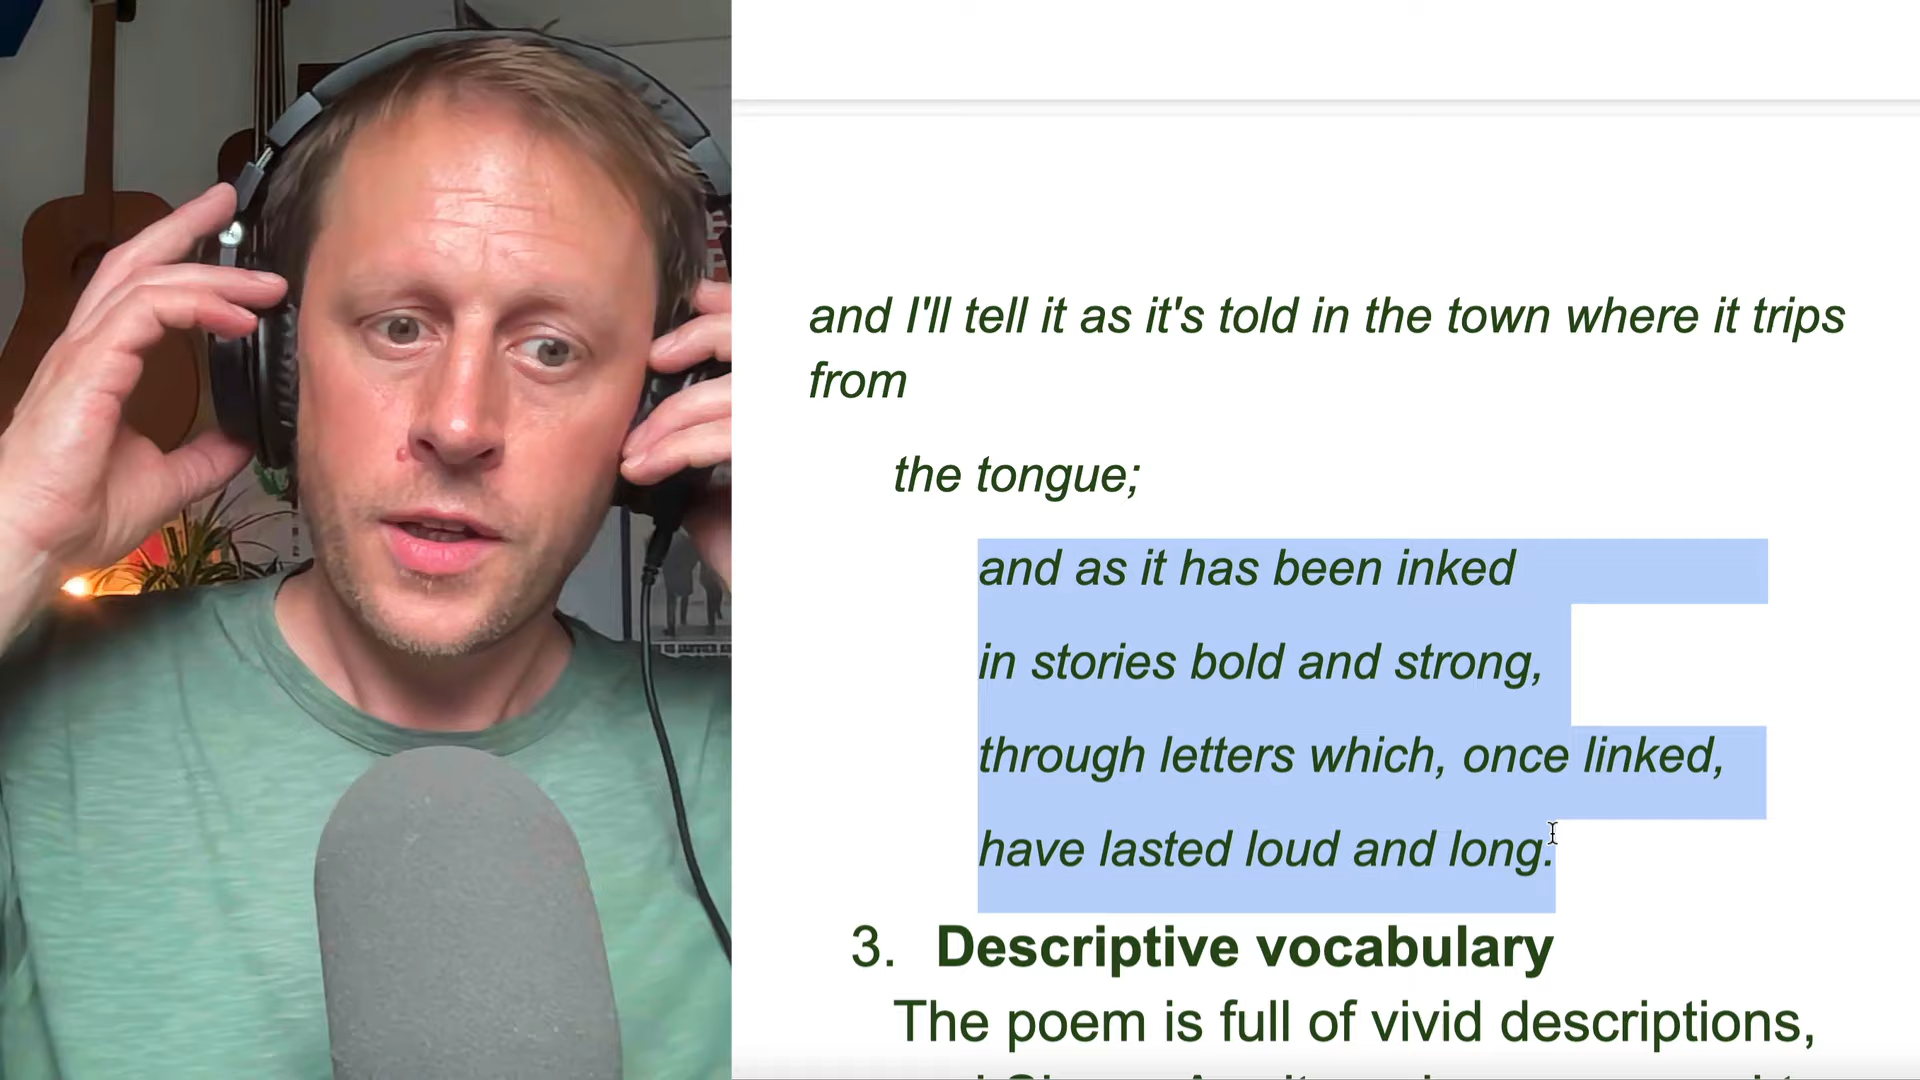 and I'll tell it as it's told in the town where it trips
from
the tongue;
and as it has been inked
in stories bold and strong,
through letters which, once linked,
have lasted loud and long.
3. Descriptive vocabulary
The poem is full of vivid descriptions,